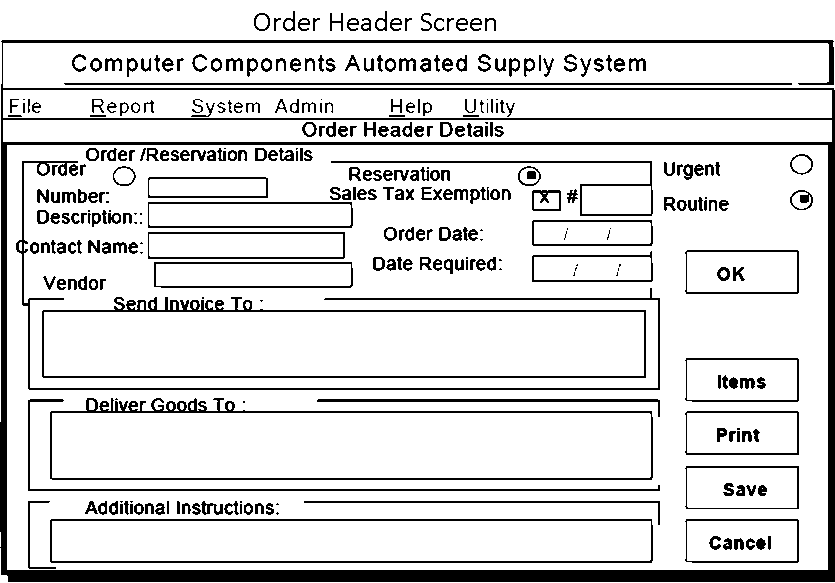 Order Header Screen
Computer Components Automated Supply System
File Report System Admin Help Utility
Order Header Details
Order /Reservation Details
Order
Number:
Reservation
Sales Tax Exemption X #
Urgent
Routine
Description::
Contact Name:
Vendor
Order Date: / /
Date Required: / /
OK
Send Invoice To :
Items
Deliver Goods To :
Print
Save
Additional Instructions:
Cancel